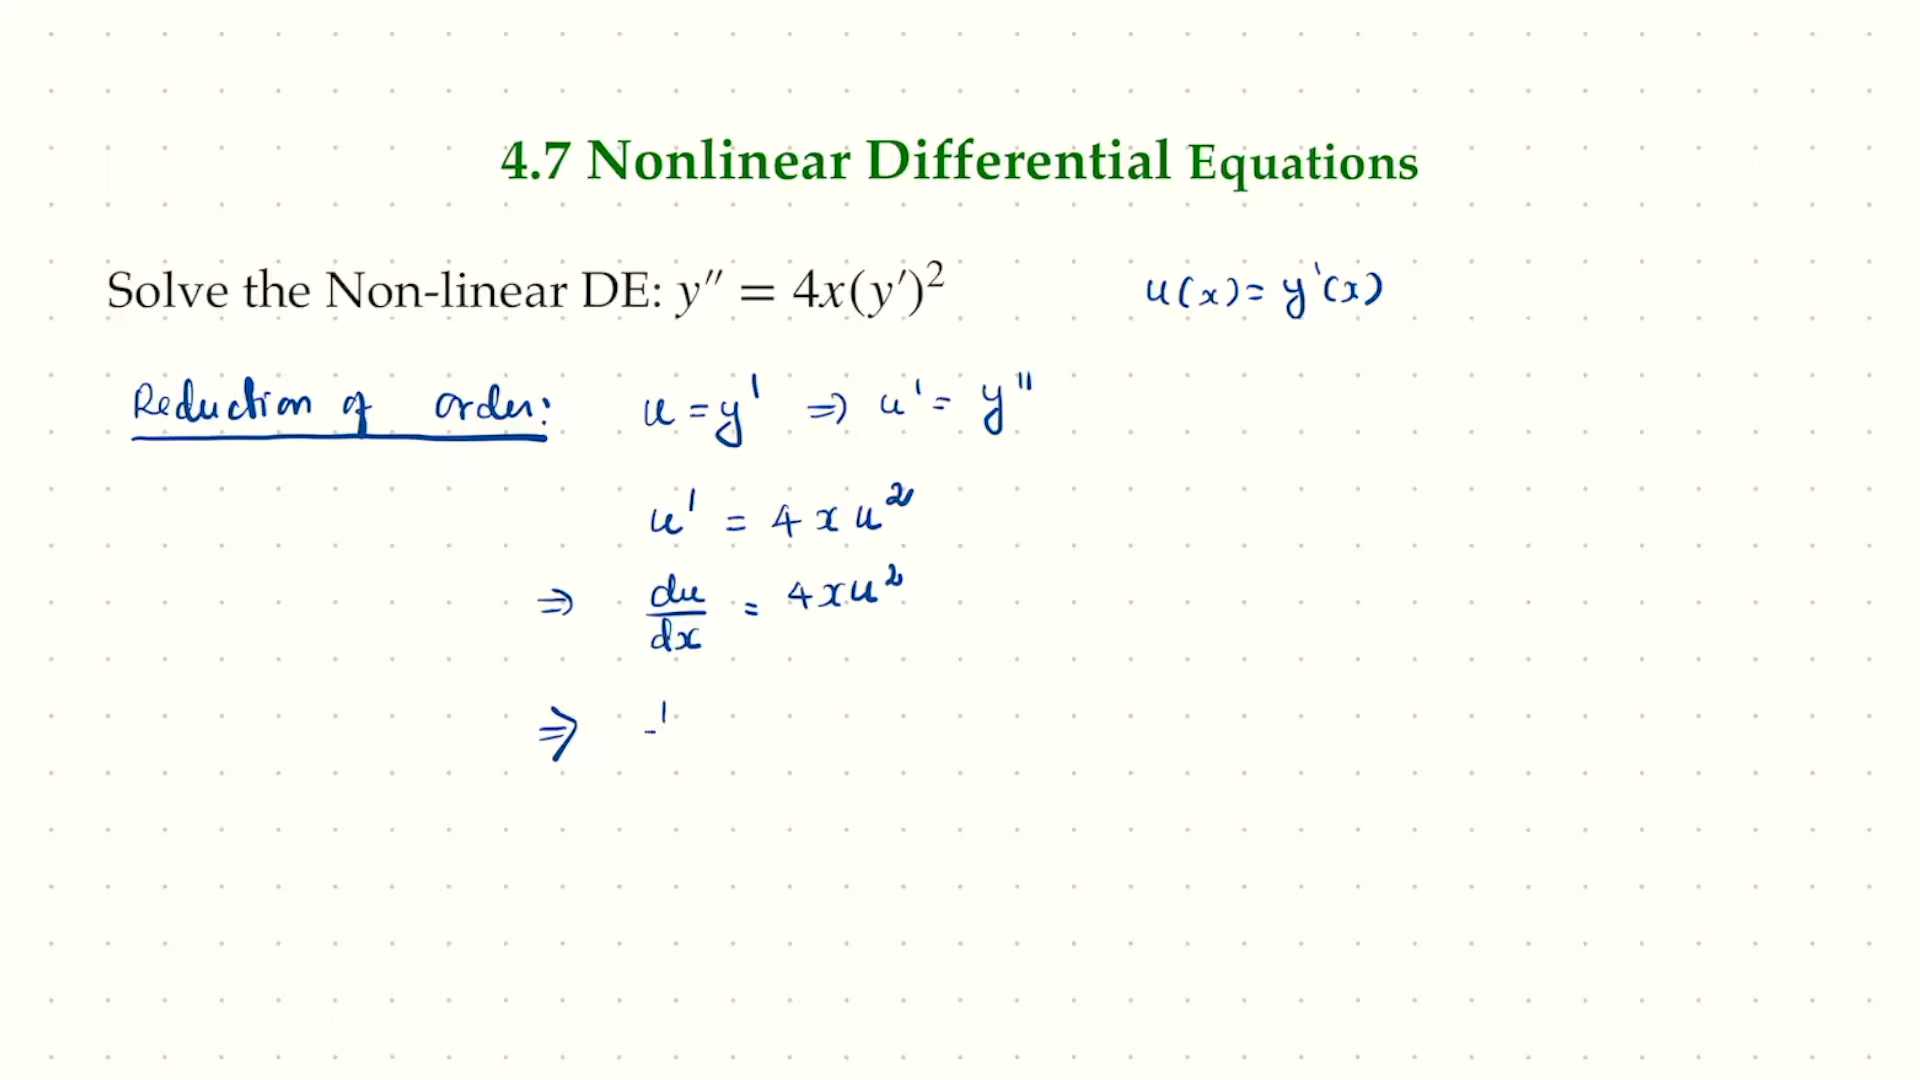 4.7 Nonlinear Differential Equations
Solve the Non-linear DE: y″ = 4x(y′)² u(x) = y'(x)
Reduction of order: u = y' ⇒ u' = y"
u' = 4xu²
⇒ du/dx = 4xu²
⇒